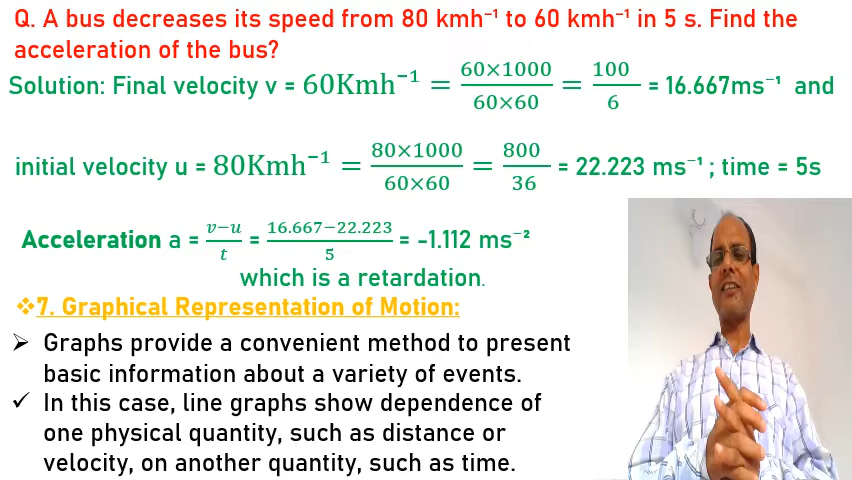 Q. A bus decreases its speed from 80 kmh⁻¹ to 60 kmh⁻¹ in 5 s. Find the
acceleration of the bus?
Solution: Final velocity v = 60Kmh⁻¹ = (60×1000)/(60×60) = 100/6 = 16.667ms⁻¹ and
initial velocity u = 80Kmh⁻¹ = (80×1000)/(60×60) = 800/36 = 22.223 ms⁻¹ ; time = 5s
Acceleration a = (v−u)/t = (16.667−22.223)/5 = -1.112 ms⁻²
which is a retardation.
❖7. Graphical Representation of Motion:
➢ Graphs provide a convenient method to present
basic information about a variety of events.
✓ In this case, line graphs show dependence of
one physical quantity, such as distance or
velocity, on another quantity, such as time.